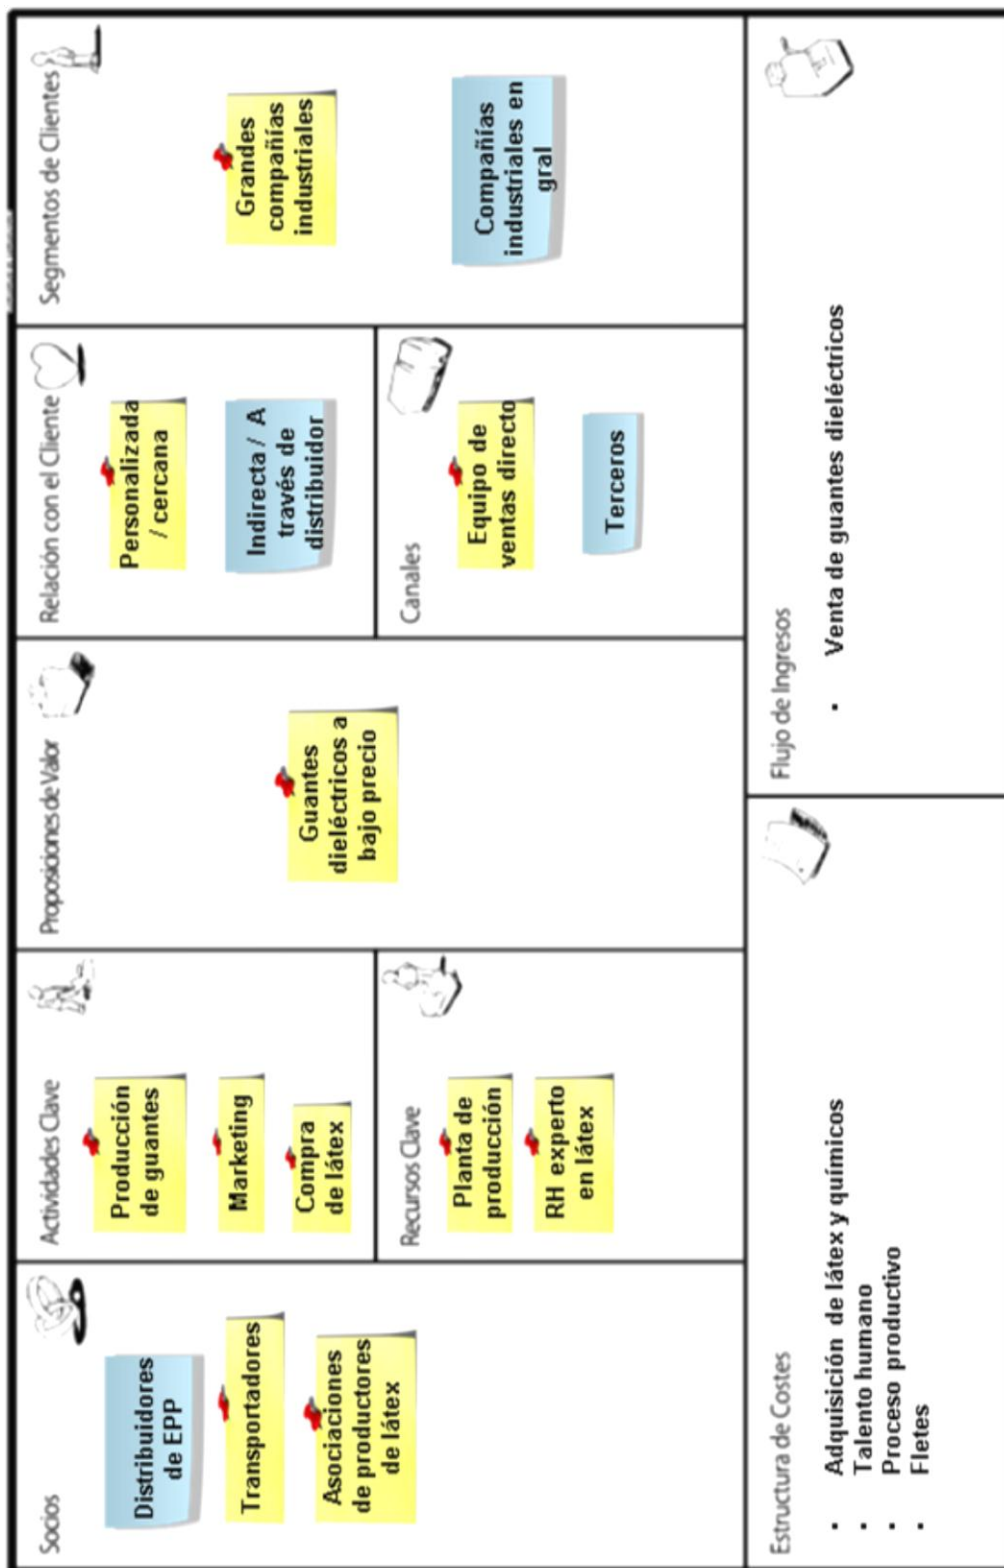 Socios
Distribuidores
de EPP
Transportadores
Asociaciones
de productores
de látex
Actividades Clave
Producción
de guantes
Marketing
Compra
de látex
Recursos Clave
Planta de
producción
RH experto
en látex
Proposiciones de Valor
Guantes
dieléctricos a
bajo precio
Relación con el Cliente
Personalizada
/ cercana
Indirecta / A
través de
distribuidor
Canales
Equipo de
ventas directo
Terceros
Segmentos de Clientes
Grandes
compañías
industriales
Compañías
industriales en
gral
Estructura de Costes
• Adquisición de látex y químicos
• Talento humano
• Proceso productivo
• Fletes
Flujo de Ingresos
• Venta de guantes dieléctricos